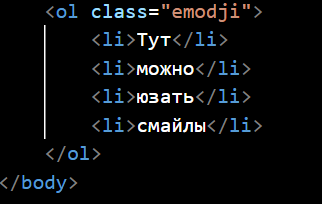 <ol class="emodji">
<li>Тут</li>
<li>можно</li>
<li>юзать</li>
<li>смайлы</li>
</ol>
</body>